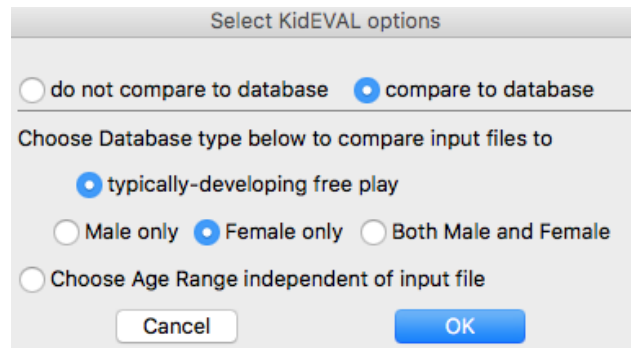 Select KidEVAL options
do not compare to database compare to database
Choose Database type below to compare input files to
typically-developing free play
Male only Female only Both Male and Female
Choose Age Range independent of input file
Cancel OK